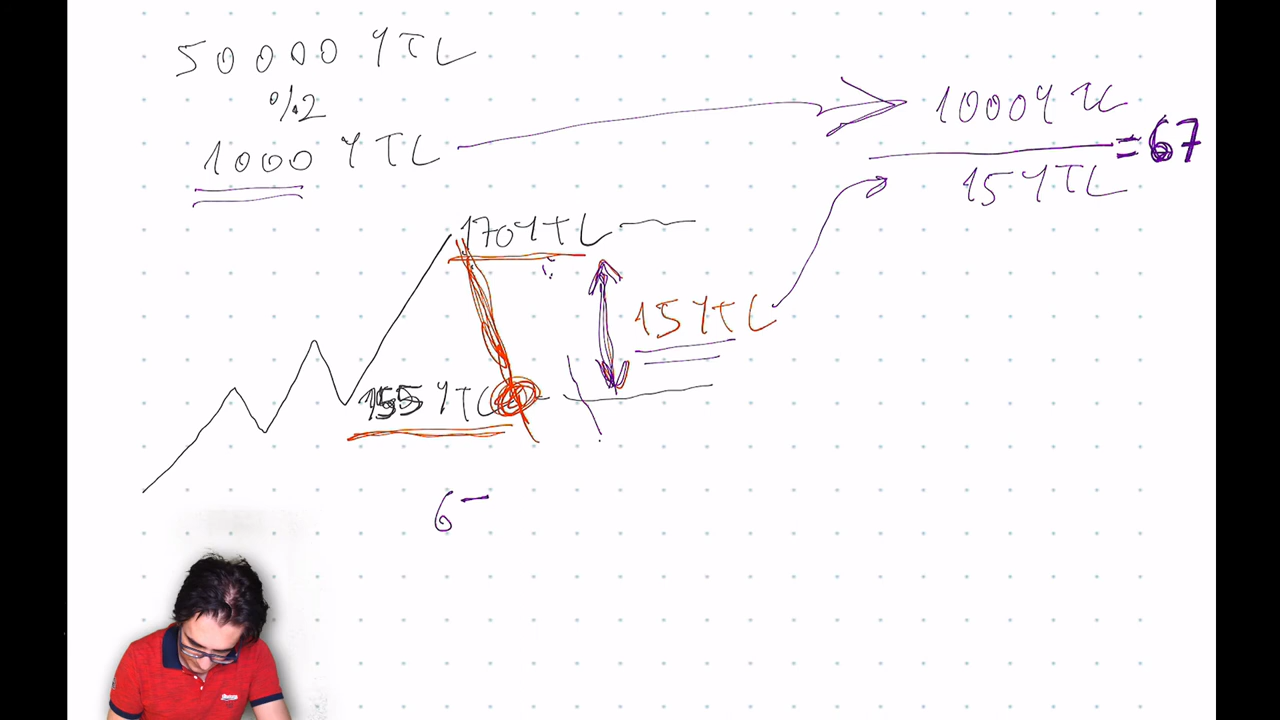 50000 YTL
%2
1000 YTL
1000 YTL
15 YTL
= 67
170 YTL
15 YTL
155 YTL
6